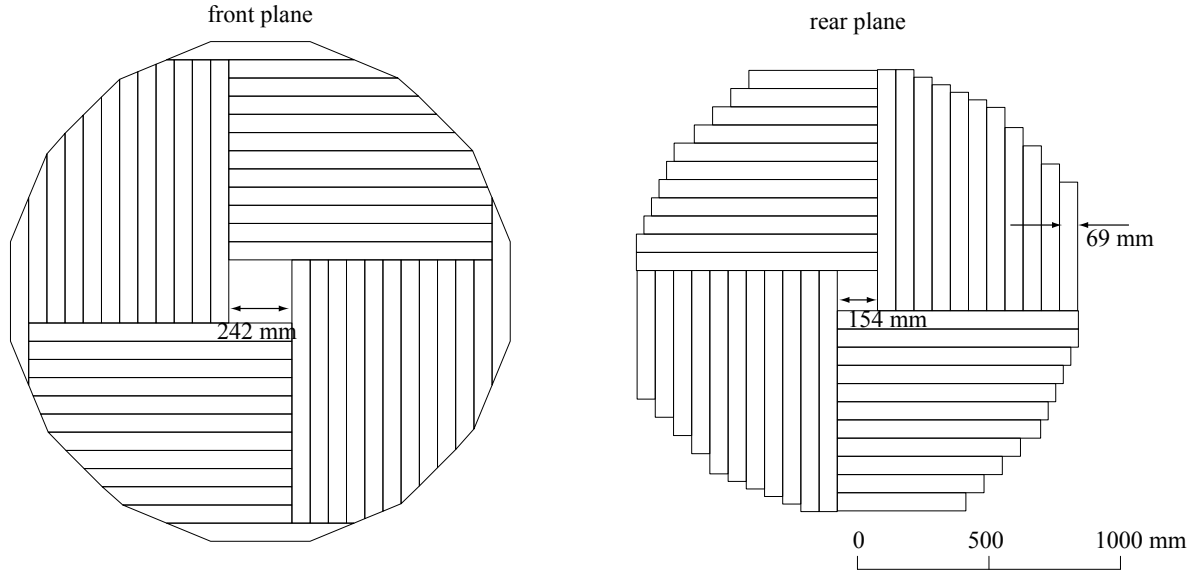 front plane
rear plane
69 mm
242 mm
154 mm
0 500 1000 mm